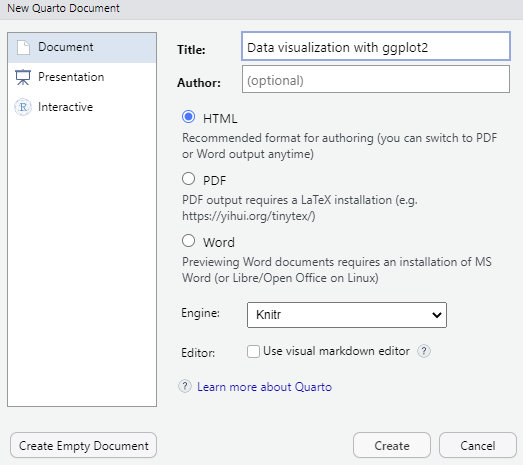 New Quarto Document
Document
Presentation
Interactive
Title:
Data visualization with ggplot2
Author:
(optional)
HTML
Recommended format for authoring (you can switch to PDF
or Word output anytime)
PDF
PDF output requires a LaTeX installation (e.g.
https://yihui.org/tinytex/)
Word
Previewing Word documents requires an installation of MS
Word (or Libre/Open Office on Linux)
Engine:
Knitr
Editor:
Use visual markdown editor ?
? Learn more about Quarto
Create Empty Document
Create
Cancel